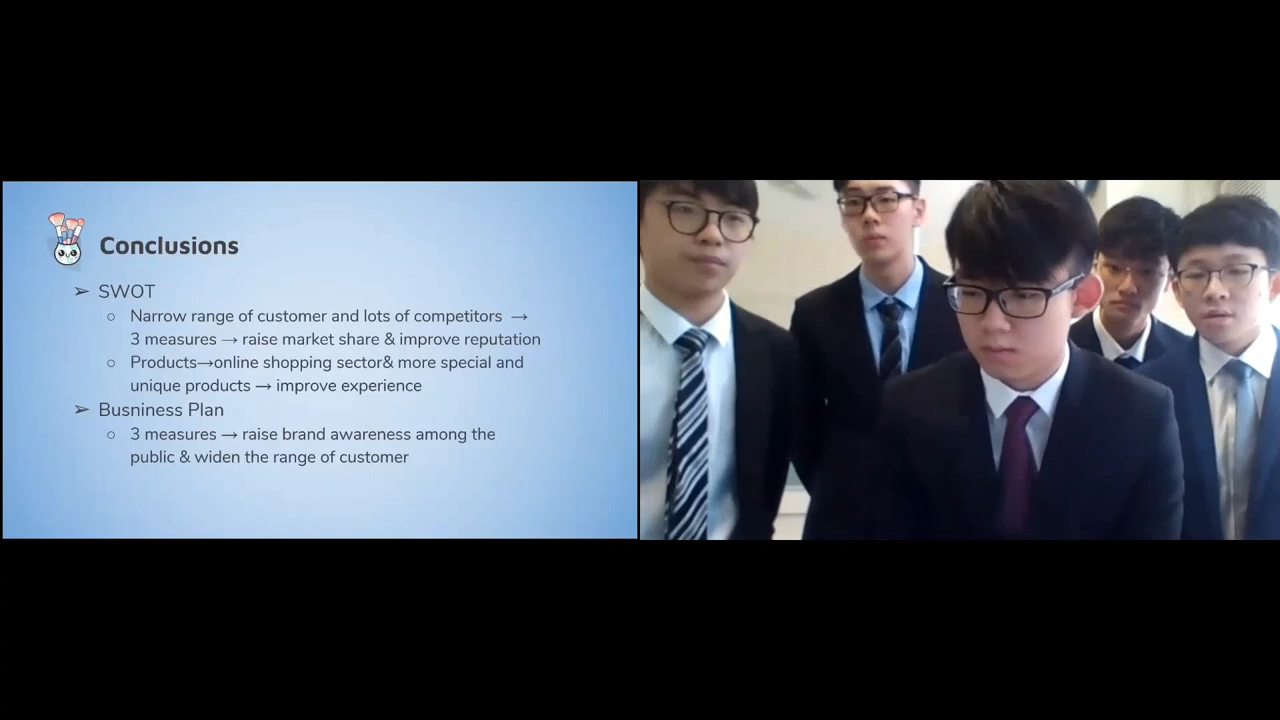 Conclusions
➢ SWOT
○ Narrow range of customer and lots of competitors →
3 measures → raise market share & improve reputation
○ Products→online shopping sector& more special and
unique products → improve experience
➢ Busniness Plan
○ 3 measures → raise brand awareness among the
public & widen the range of customer